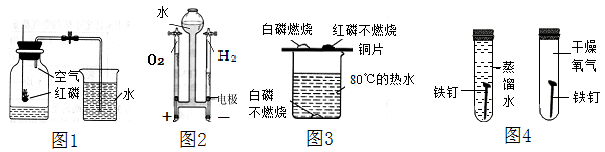 空气
红磷
水
图1
水
O2
H2
电极
+
−
图2
白磷燃烧
红磷不燃烧
铜片
80℃的热水
白磷
不燃烧
图3
蒸馏水
铁钉
干燥
氧气
铁钉
图4